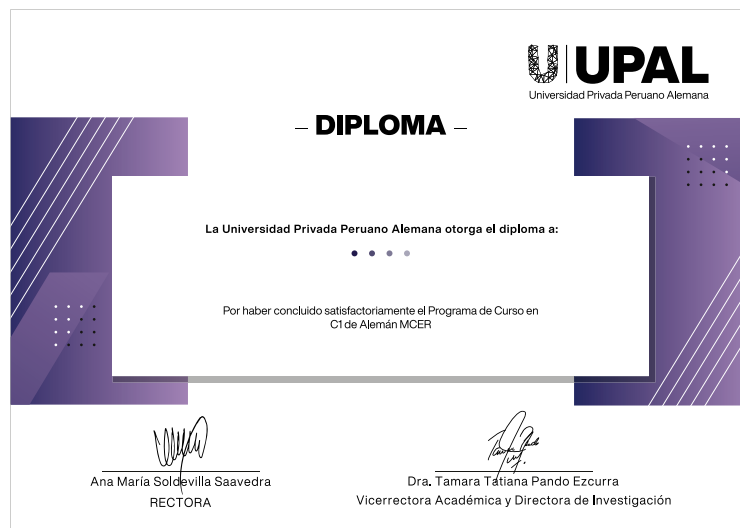 UPAL
Universidad Privada Peruano Alemana
– DIPLOMA –
La Universidad Privada Peruano Alemana otorga el diploma a:
Por haber concluido satisfactoriamente el Programa de Curso en
C1 de Alemán MCER
Ana María Soldevilla Saavedra
RECTORA
Dra. Tamara Tatiana Pando Ezcurra
Vicerrectora Académica y Directora de Investigación